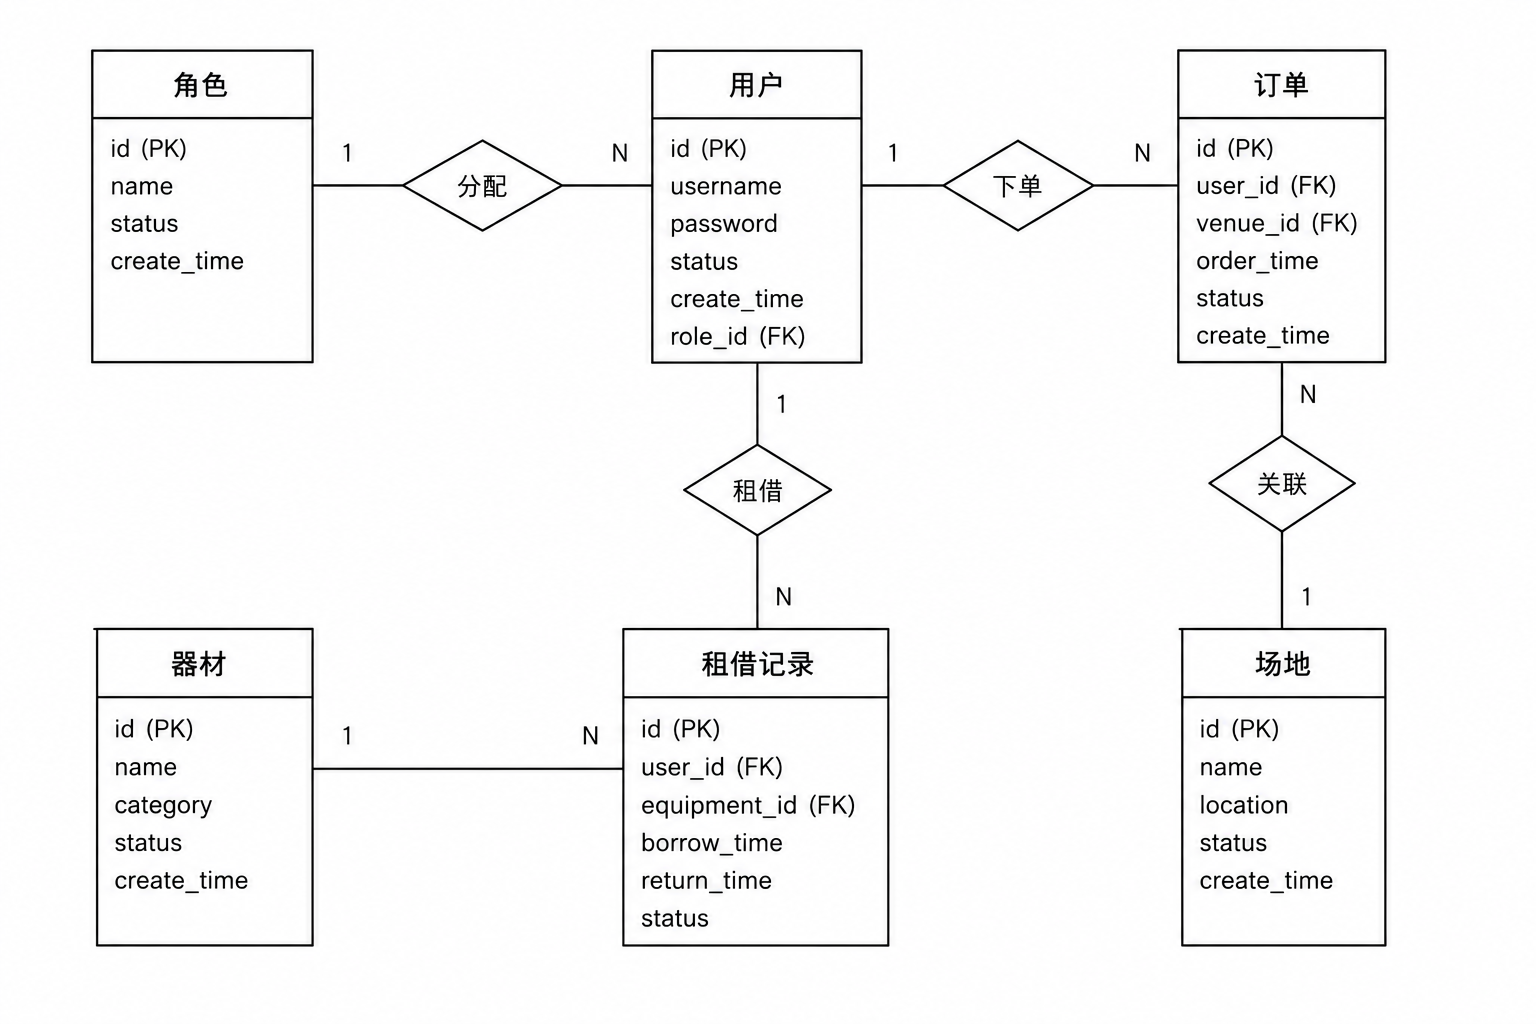 角色
id (PK)
name
status
create_time
1
分配
N
用户
id (PK)
username
password
status
create_time
role_id (FK)
1
下单
N
订单
id (PK)
user_id (FK)
venue_id (FK)
order_time
status
create_time
1
租借
N
N
关联
1
器材
id (PK)
name
category
status
create_time
1
N
租借记录
id (PK)
user_id (FK)
equipment_id (FK)
borrow_time
return_time
status
场地
id (PK)
name
location
status
create_time